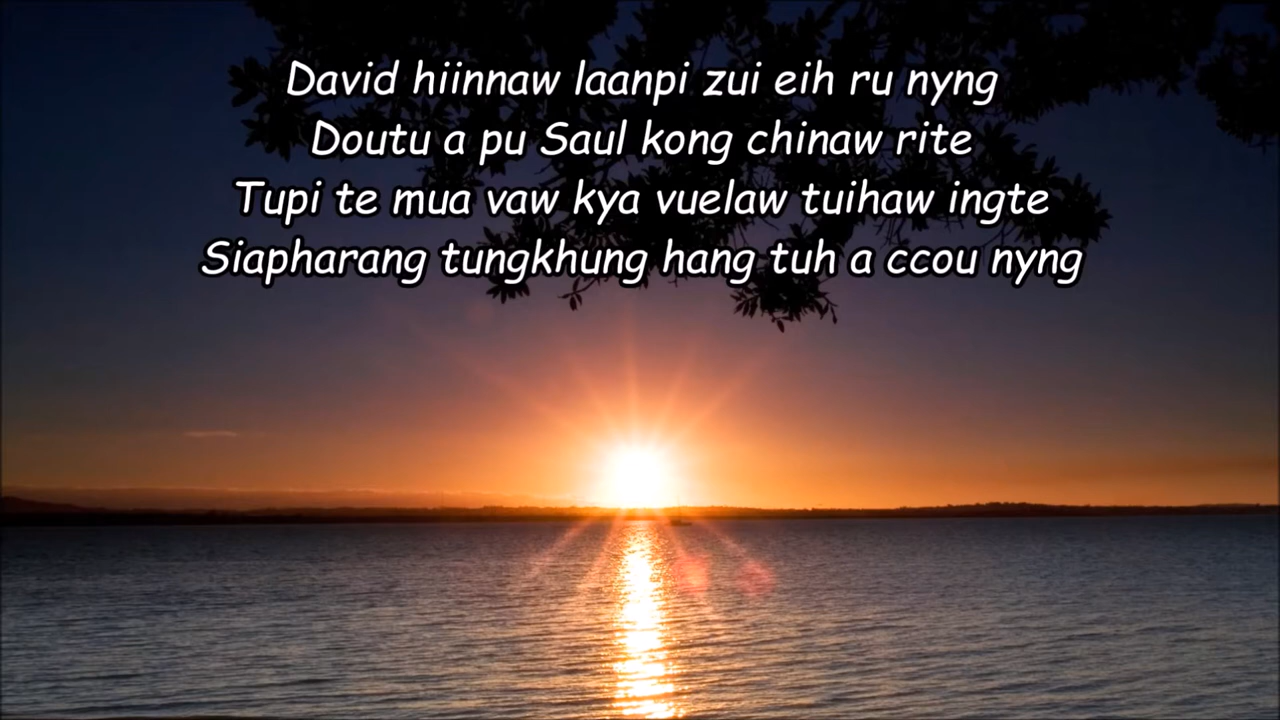 David hiinnaw laanpi zui eih ru nyng
Doutu a pu Saul kong chinaw rite
Tupi te mua vaw kya vuelaw tuihaw ingte
Siapharang tungkhung hang tuh a ccou nyng